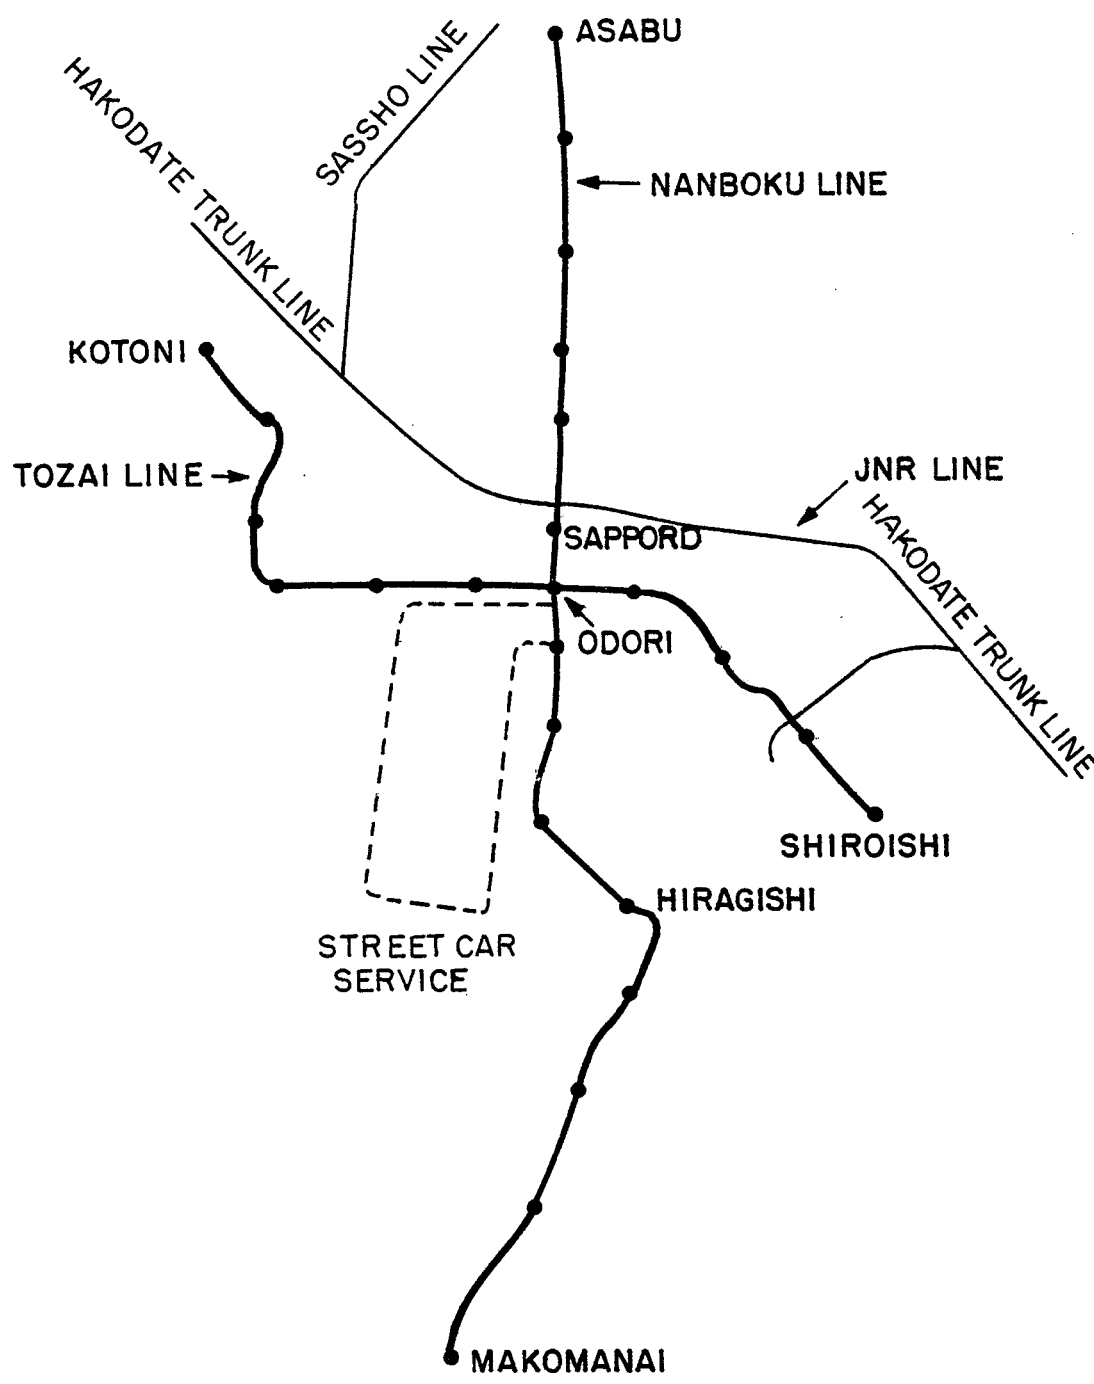 ASABU
SASSHO LINE
HAKODATE TRUNK LINE
NANBOKU LINE
KOTONI
TOZAI LINE
JNR LINE
HAKODATE TRUNK LINE
SAPPORD
ODORI
SHIROISHI
HIRAGISHI
STREET CAR
SERVICE
MAKOMANAI